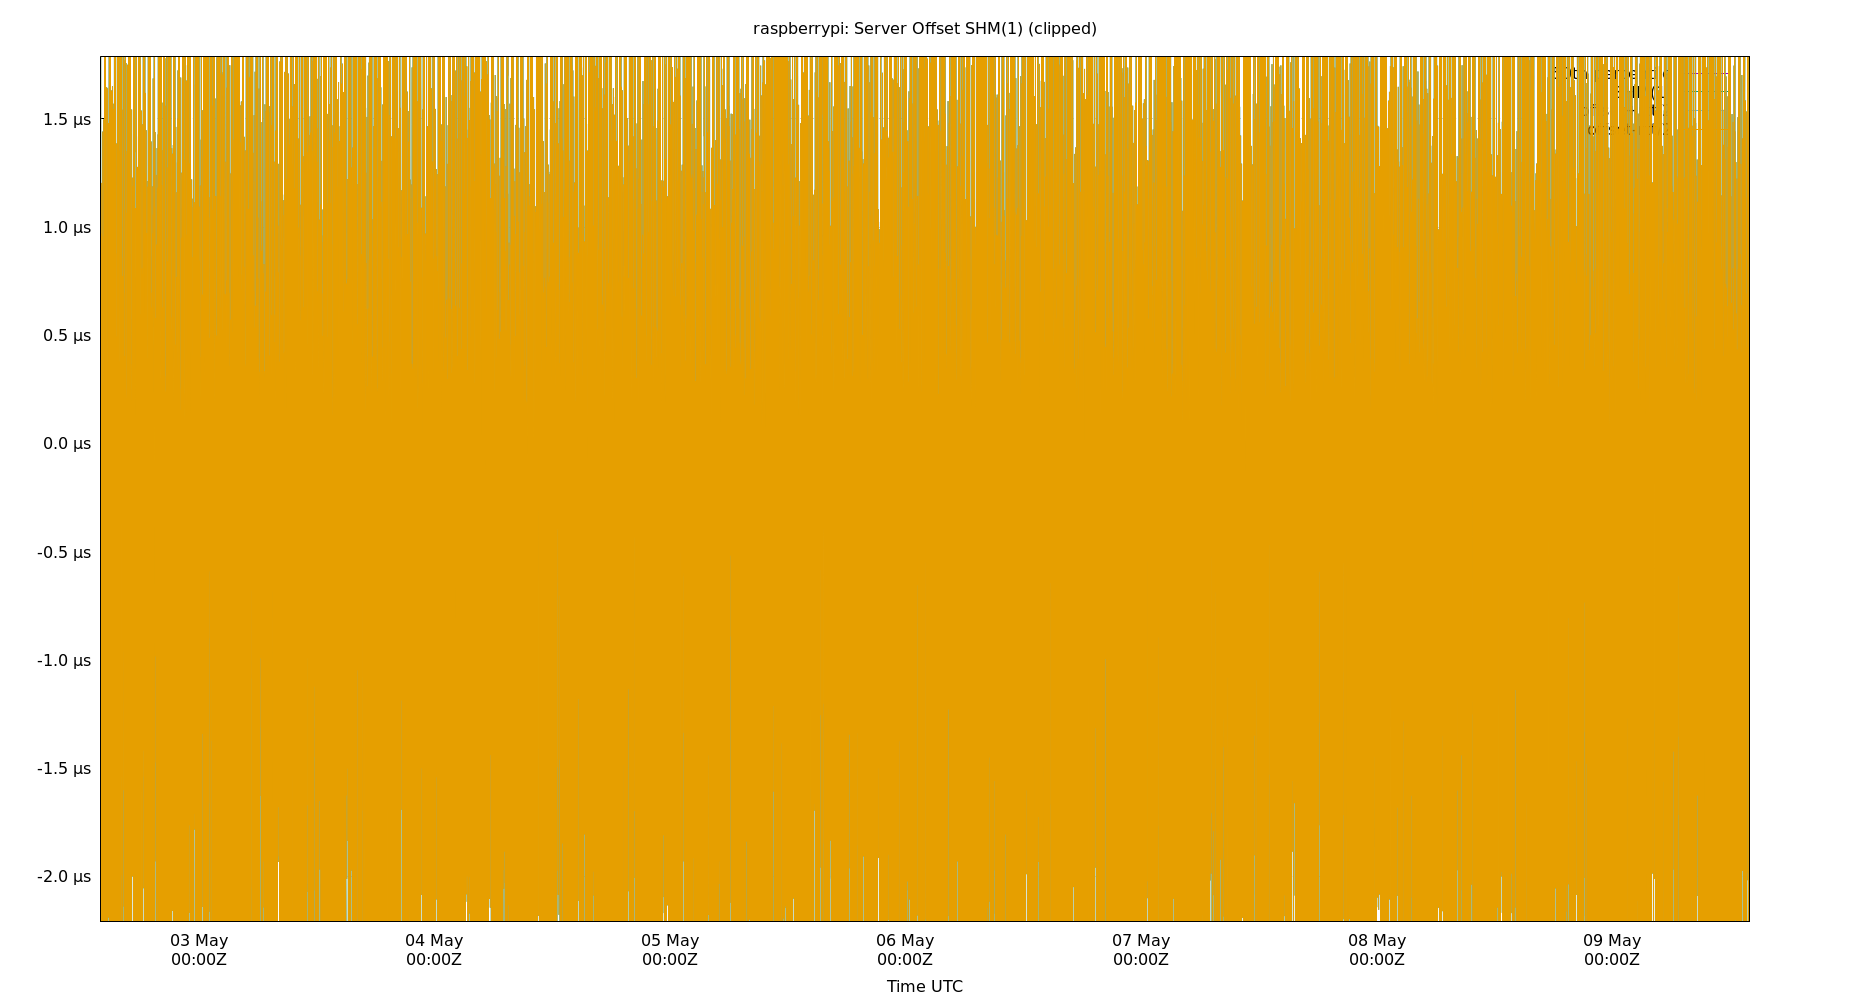 raspberrypi: Server Offset SHM(1) (clipped)
1.5 µs
1.0 µs
0.5 µs
0.0 µs
-0.5 µs
-1.0 µs
-1.5 µs
-2.0 µs
03 May 04 May 05 May 06 May 07 May 08 May 09 May
00:00Z 00:00Z 00:00Z 00:00Z 00:00Z 00:00Z 00:00Z
Time UTC